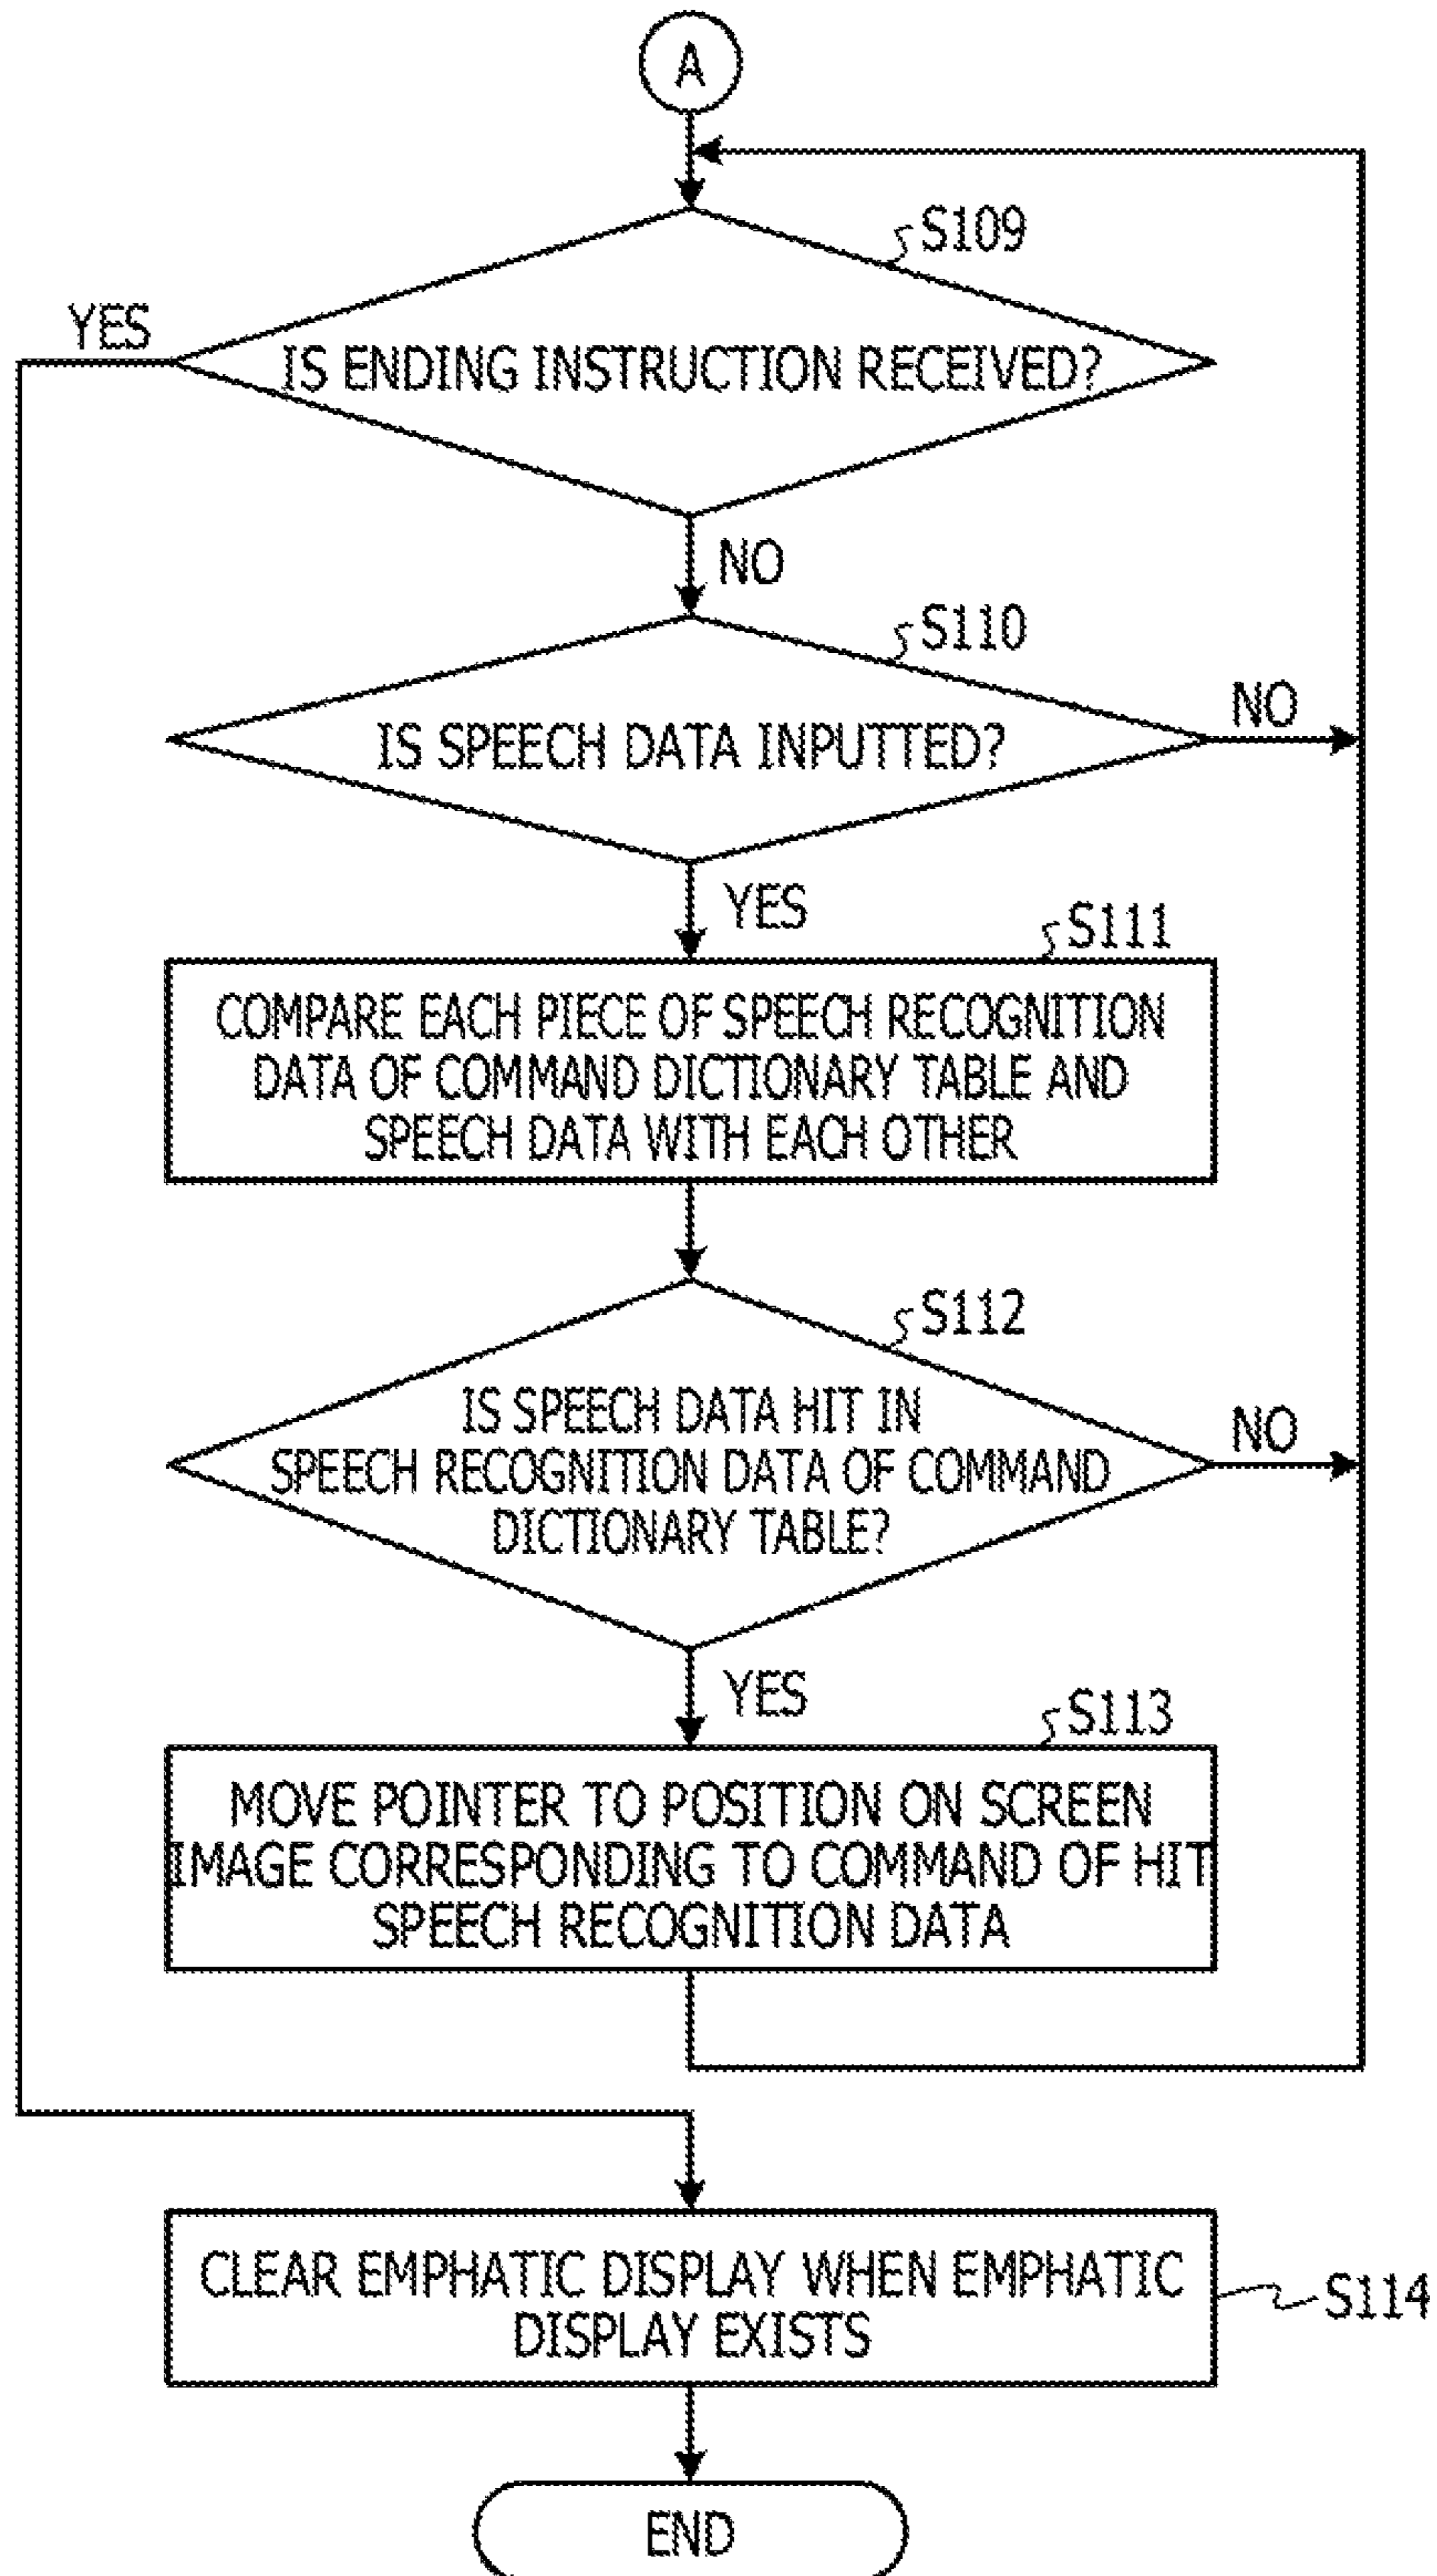 A
S109
YES
IS ENDING INSTRUCTION RECEIVED?
NO
S110
NO
IS SPEECH DATA INPUTTED?
YES
S111
COMPARE EACH PIECE OF SPEECH RECOGNITION
DATA OF COMMAND DICTIONARY TABLE AND
SPEECH DATA WITH EACH OTHER
S112
IS SPEECH DATA HIT IN
NO
SPEECH RECOGNITION DATA OF COMMAND
DICTIONARY TABLE?
YES
S113
MOVE POINTER TO POSITION ON SCREEN
IMAGE CORRESPONDING TO COMMAND OF HIT
SPEECH RECOGNITION DATA
CLEAR EMPHATIC DISPLAY WHEN EMPHATIC
DISPLAY EXISTS
S114
END